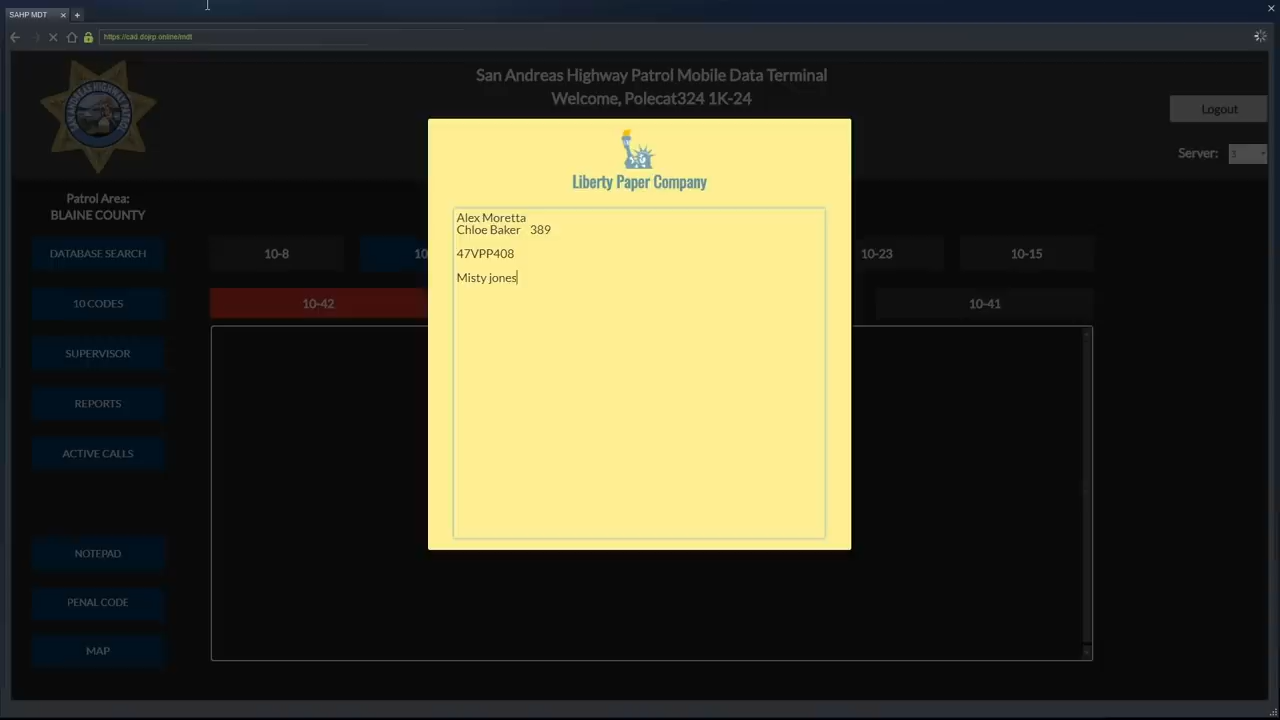 SAHP MDT
https://cad.dojrp.online/mdt
San Andreas Highway Patrol Mobile Data Terminal
Welcome, Polecat324 1K-24
Logout
Server: 3
Patrol Area:
BLAINE COUNTY
DATABASE SEARCH
10 CODES
SUPERVISOR
REPORTS
ACTIVE CALLS
NOTEPAD
PENAL CODE
MAP
10-8
10
10-23
10-15
10-42
10-41
Liberty Paper Company
Alex Moretta
Chloe Baker 389
47VPP408
Misty jones